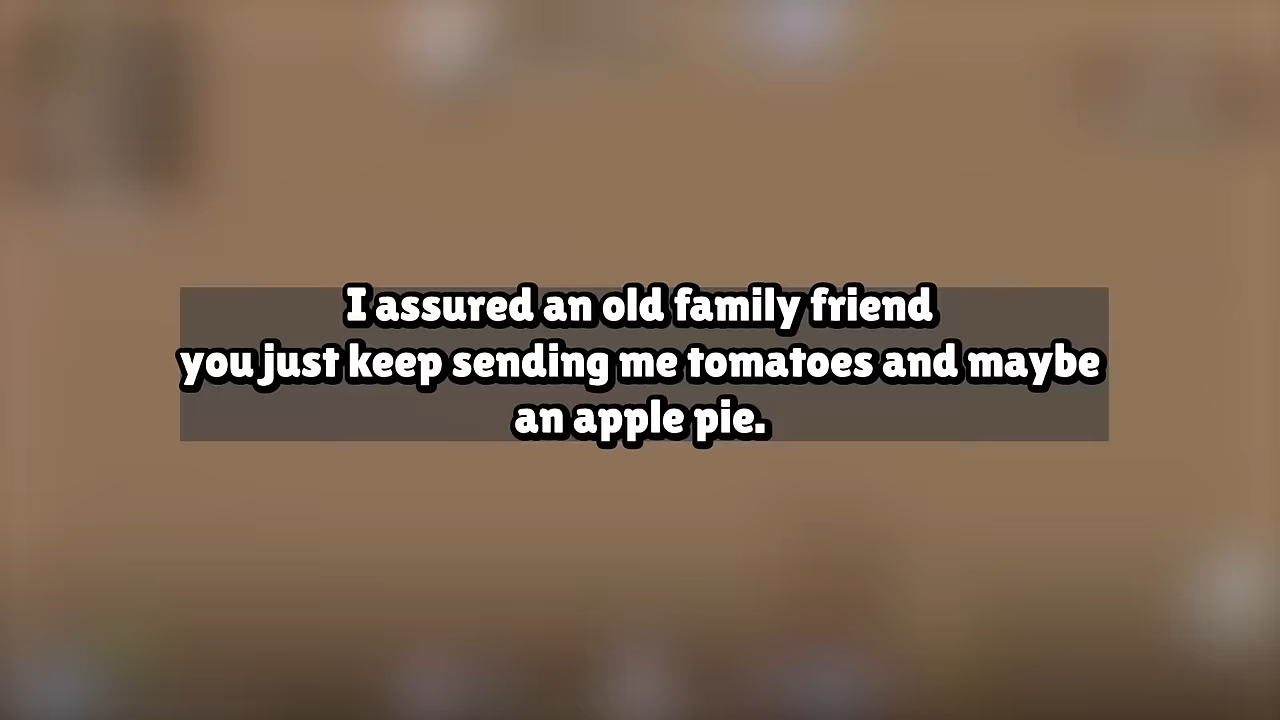 I assured an old family friend
you just keep sending me tomatoes and maybe
an apple pie.